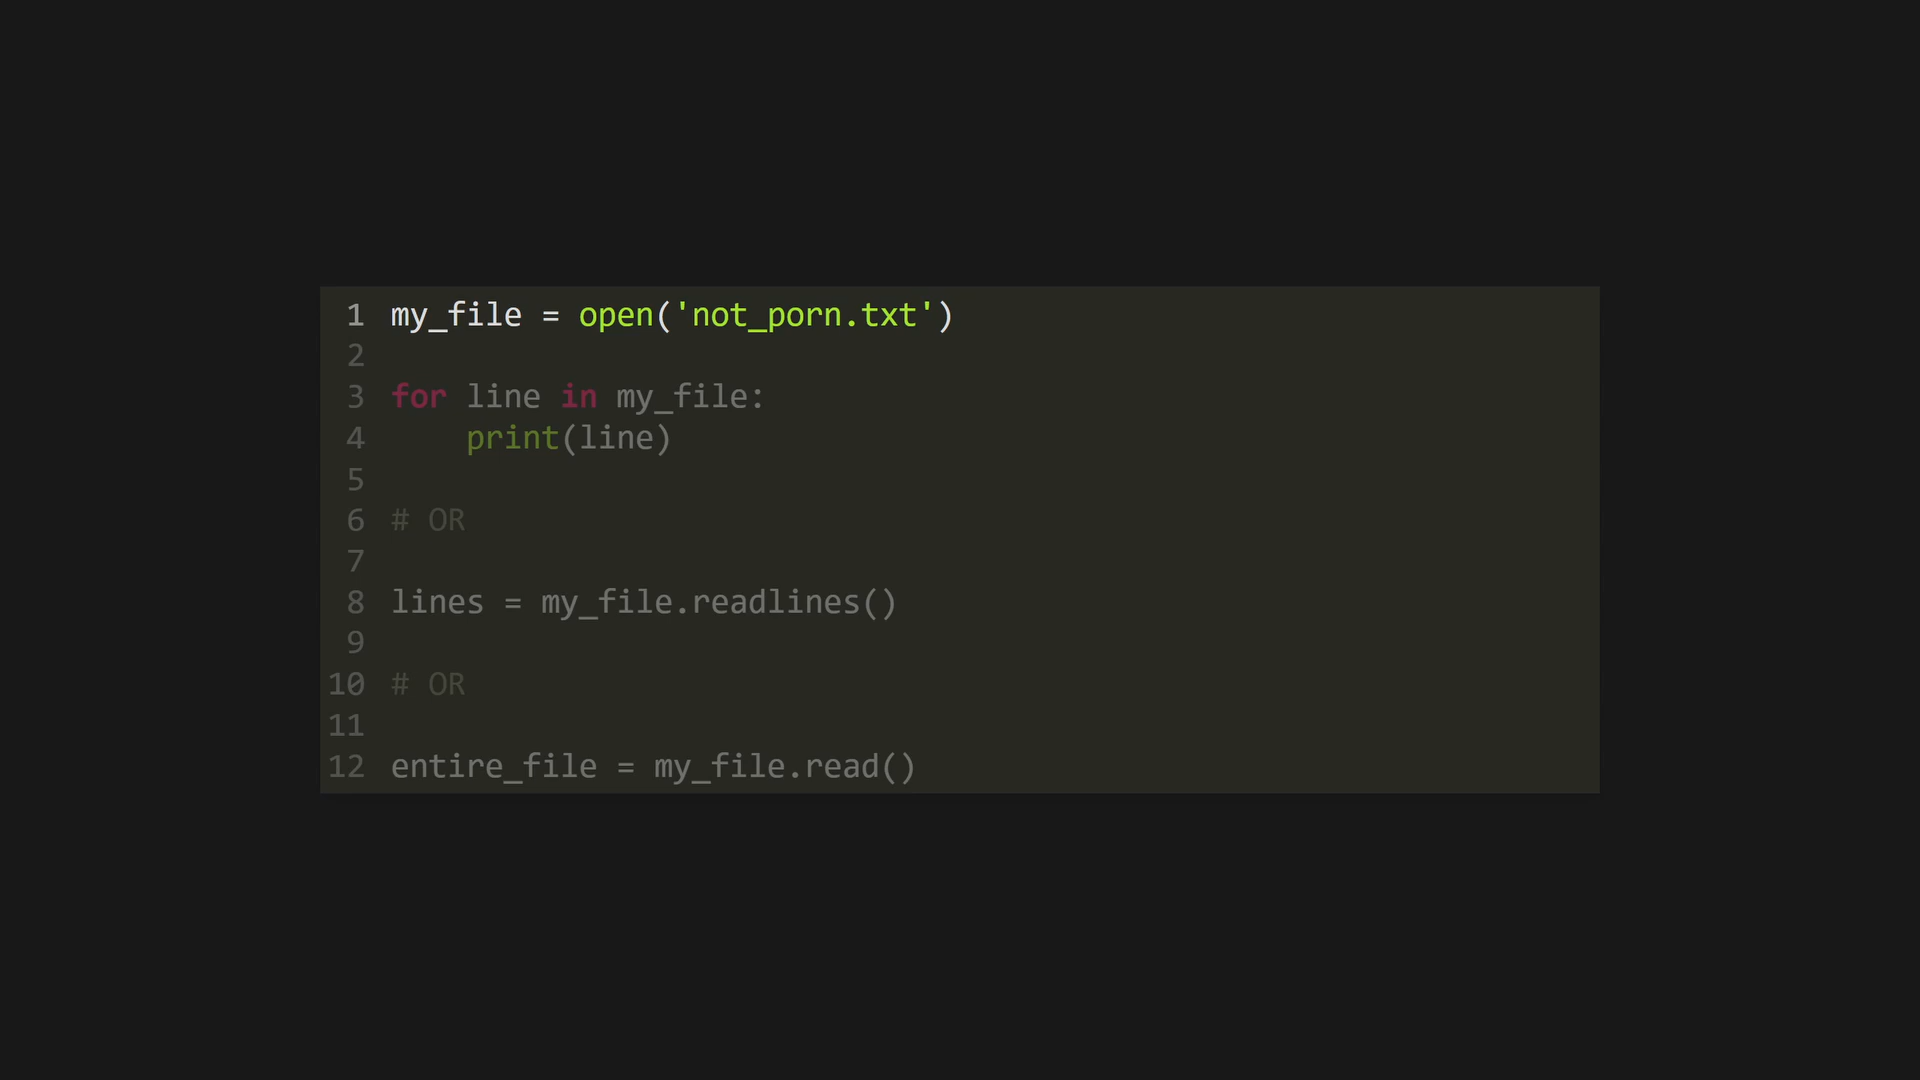 1 my_file = open('not_porn.txt')
2
3 for line in my_file:
4     print(line)
5
6 # OR
7
8 lines = my_file.readlines()
9
10 # OR
11
12 entire_file = my_file.read()